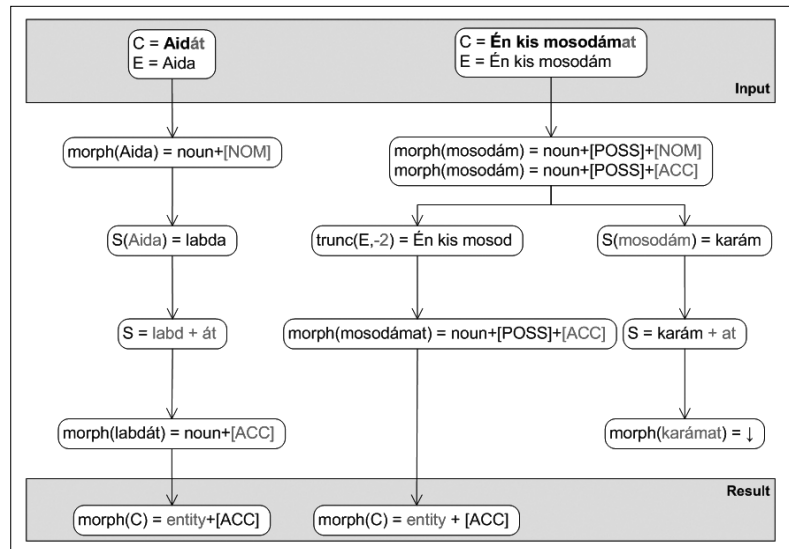 C = Aidát
E = Aida
C = Én kis mosodámat
E = Én kis mosodám
Input
morph(Aida) = noun+[NOM]
morph(mosodám) = noun+[POSS]+[NOM]
morph(mosodám) = noun+[POSS]+[ACC]
S(Aida) = labda
trunc(E,-2) = Én kis mosod
S(mosodám) = karám
S = labd + át
morph(mosodámat) = noun+[POSS]+[ACC]
S = karám + at
morph(labdát) = noun+[ACC]
morph(karámat) = ↓
Result
morph(C) = entity+[ACC]
morph(C) = entity + [ACC]